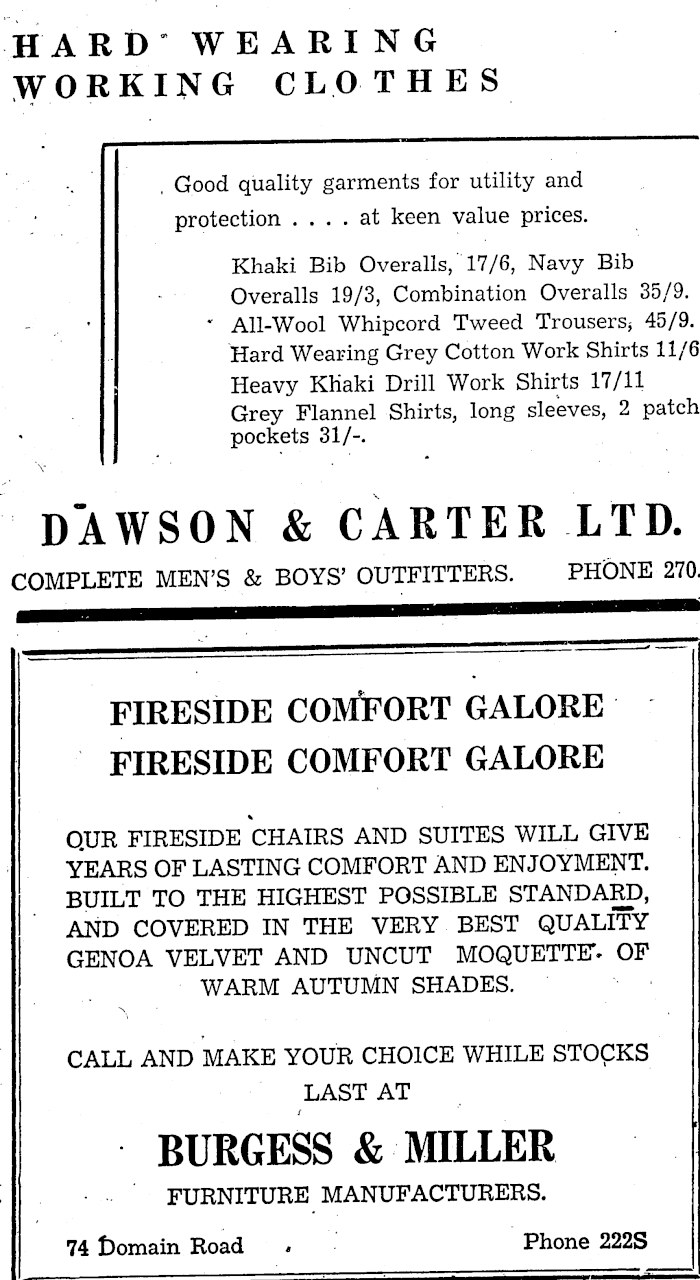 HARD WEARING
WORKING CLOTHES
Good quality garments for utility and
protection . . . . at keen value prices.
Khaki Bib Overalls, 17/6, Navy Bib
Overalls 19/3, Combination Overalls 35/9.
All-Wool Whipcord Tweed Trousers, 45/9.
Hard Wearing Grey Cotton Work Shirts 11/6
Heavy Khaki Drill Work Shirts 17/11
Grey Flannel Shirts, long sleeves, 2 patch
pockets 31/-.
DAWSON & CARTER LTD.
COMPLETE MEN'S & BOYS' OUTFITTERS. PHONE 270.
FIRESIDE COMFORT GALORE
FIRESIDE COMFORT GALORE
OUR FIRESIDE CHAIRS AND SUITES WILL GIVE
YEARS OF LASTING COMFORT AND ENJOYMENT.
BUILT TO THE HIGHEST POSSIBLE STANDARD,
AND COVERED IN THE VERY BEST QUALITY
GENOA VELVET AND UNCUT MOQUETTE. OF
WARM AUTUMN SHADES.
CALL AND MAKE YOUR CHOICE WHILE STOCKS
LAST AT
BURGESS & MILLER
FURNITURE MANUFACTURERS.
74 Domain Road Phone 222S